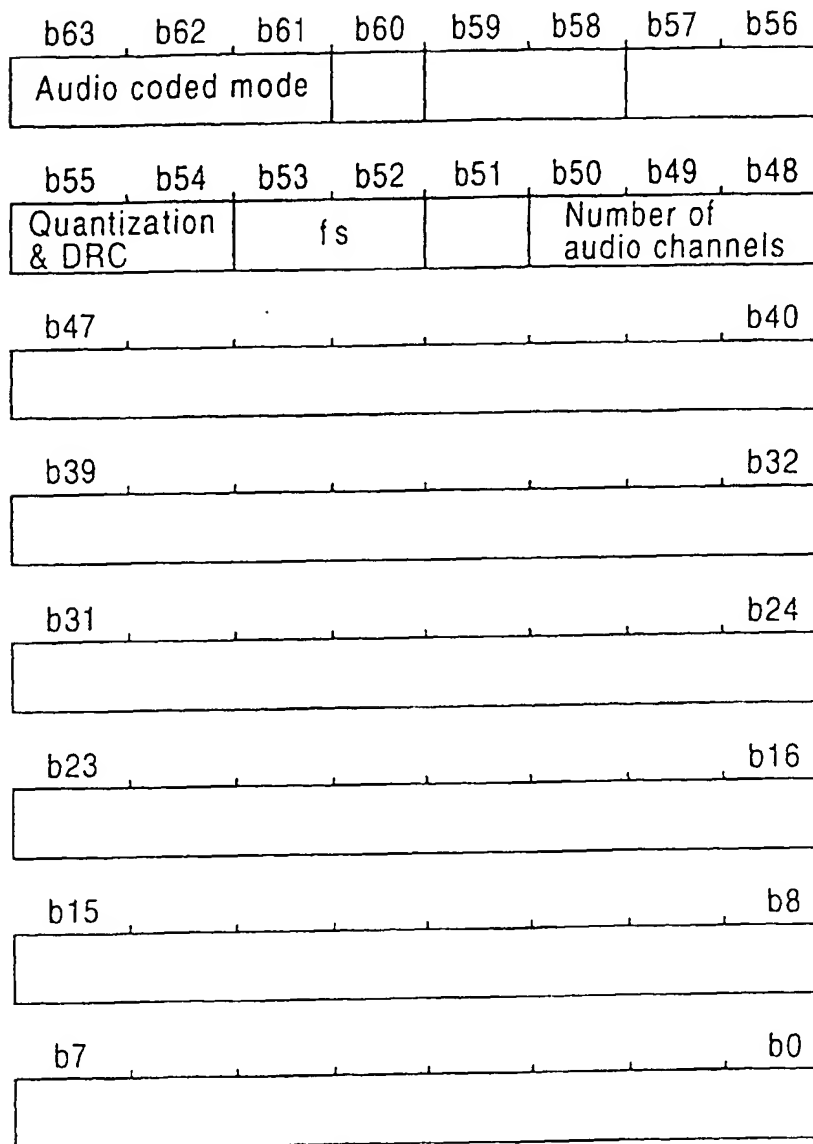 b63 b62 b61 b60 b59 b58 b57 b56
Audio coded mode
b55 b54 b53 b52 b51 b50 b49 b48
Quantization & DRC
fs
Number of audio channels
b47 b40
b39 b32
b31 b24
b23 b16
b15 b8
b7 b0